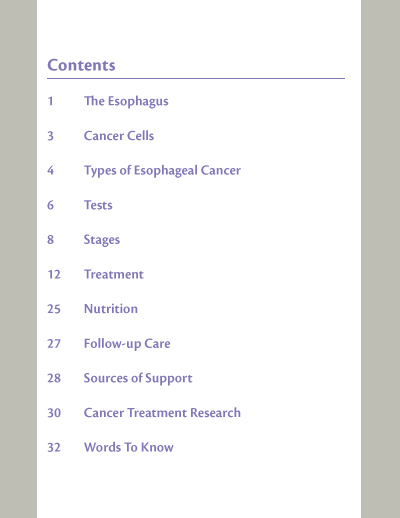 Contents
1 The Esophagus
3 Cancer Cells
4 Types of Esophageal Cancer
6 Tests
8 Stages
12 Treatment
25 Nutrition
27 Follow-up Care
28 Sources of Support
30 Cancer Treatment Research
32 Words To Know